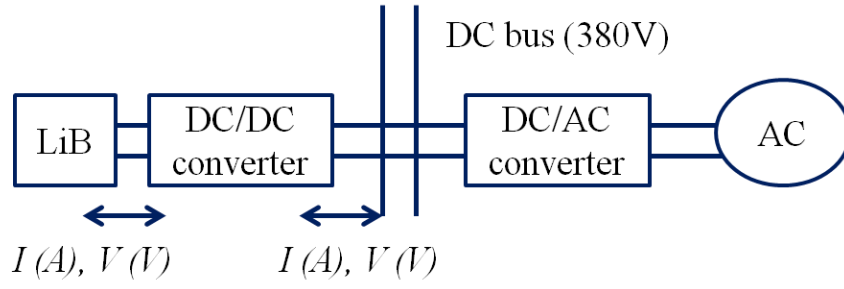 DC bus (380V)
LiB
DC/DC
converter
DC/AC
converter
AC
I (A), V (V)
I (A), V (V)